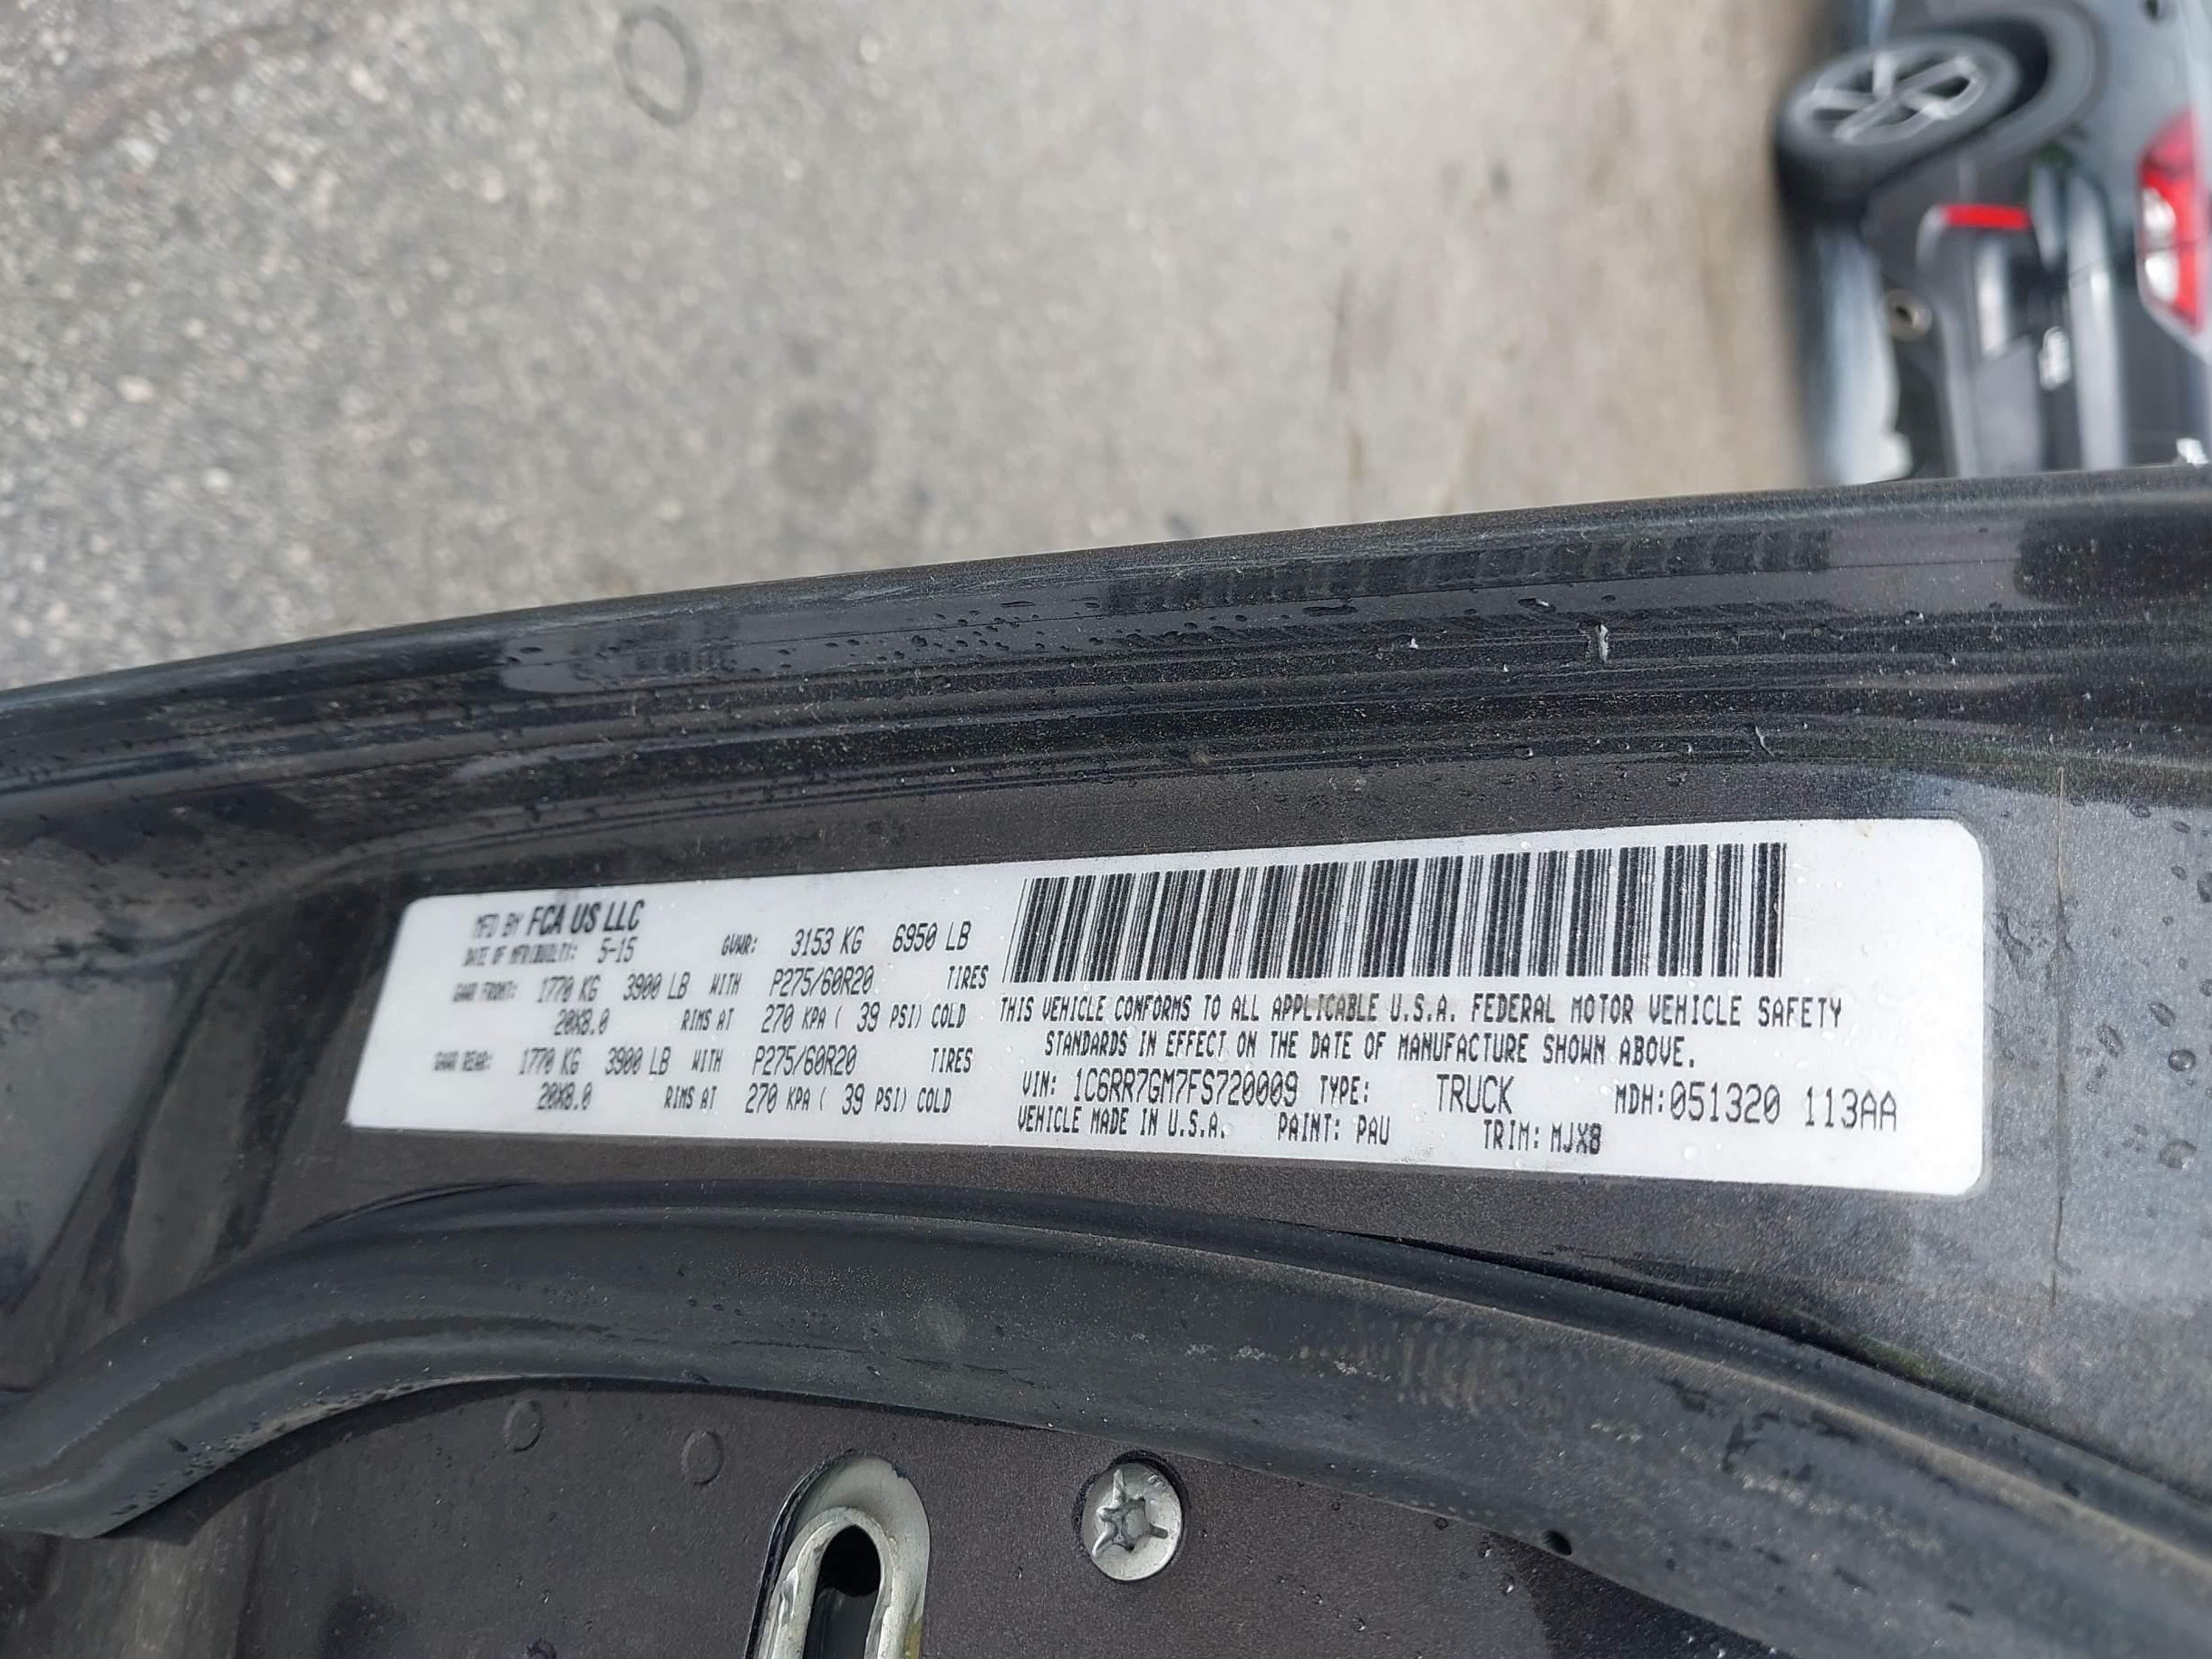 MFD BY FCA US LLC
DATE OF MFR(BUILT): 5-15 GVWR: 3153 KG 6950 LB
GAWR FRONT: 1770 KG 3900 LB WITH P275/60R20 TIRES
20X8.0 RIMS AT 270 KPA ( 39 PSI) COLD
GAWR REAR: 1770 KG 3900 LB WITH P275/60R20 TIRES
20X8.0 RIMS AT 270 KPA ( 39 PSI) COLD
THIS VEHICLE CONFORMS TO ALL APPLICABLE U.S.A. FEDERAL MOTOR VEHICLE SAFETY
STANDARDS IN EFFECT ON THE DATE OF MANUFACTURE SHOWN ABOVE.
VIN: 1C6RR7GM7FS720009 TYPE: TRUCK MDH:051320 113AA
VEHICLE MADE IN U.S.A. PAINT: PAU TRIM: MJX8